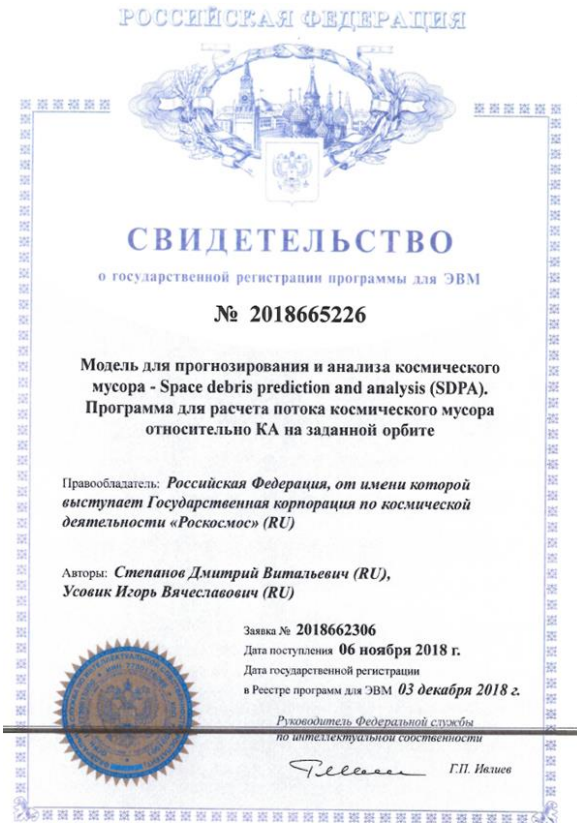 РОССИЙСКАЯ ФЕДЕРАЦИЯ
СВИДЕТЕЛЬСТВО
о государственной регистрации программы для ЭВМ
№ 2018665226
Модель для прогнозирования и анализа космического
мусора - Space debris prediction and analysis (SDPA).
Программа для расчета потока космического мусора
относительно КА на заданной орбите
Правообладатель: Российская Федерация, от имени которой
выступает Государственная корпорация по космической
деятельности «Роскосмос» (RU)
Авторы: Степанов Дмитрий Витальевич (RU),
Усовик Игорь Вячеславович (RU)
Заявка № 2018662306
Дата поступления 06 ноября 2018 г.
Дата государственной регистрации
в Реестре программ для ЭВМ 03 декабря 2018 г.
Руководитель Федеральной службы
по интеллектуальной собственности
Г.П. Ивлиев